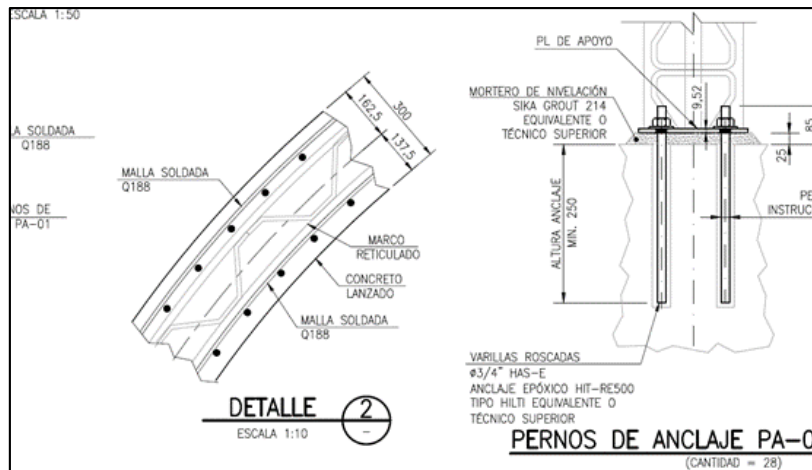 ESCALA 1:50
LA SOLDADA
Q188
NOS DE
PA-01
300
162,5
137,5
MALLA SOLDADA
Q188
MARCO
RETICULADO
CONCRETO
LANZADO
MALLA SOLDADA
Q188
DETALLE 2
ESCALA 1:10
-
PL DE APOYO
MORTERO DE NIVELACIÓN
SIKA GROUT 214
EQUIVALENTE O
TÉCNICO SUPERIOR
9,52
85
25
ALTURA ANCLAJE
MIN. 250
PE
INSTRUC
VARILLAS ROSCADAS
ø3/4" HAS-E
ANCLAJE EPÓXICO HIT-RE500
TIPO HILTI EQUIVALENTE O
TÉCNICO SUPERIOR
PERNOS DE ANCLAJE PA-0
(CANTIDAD = 28)